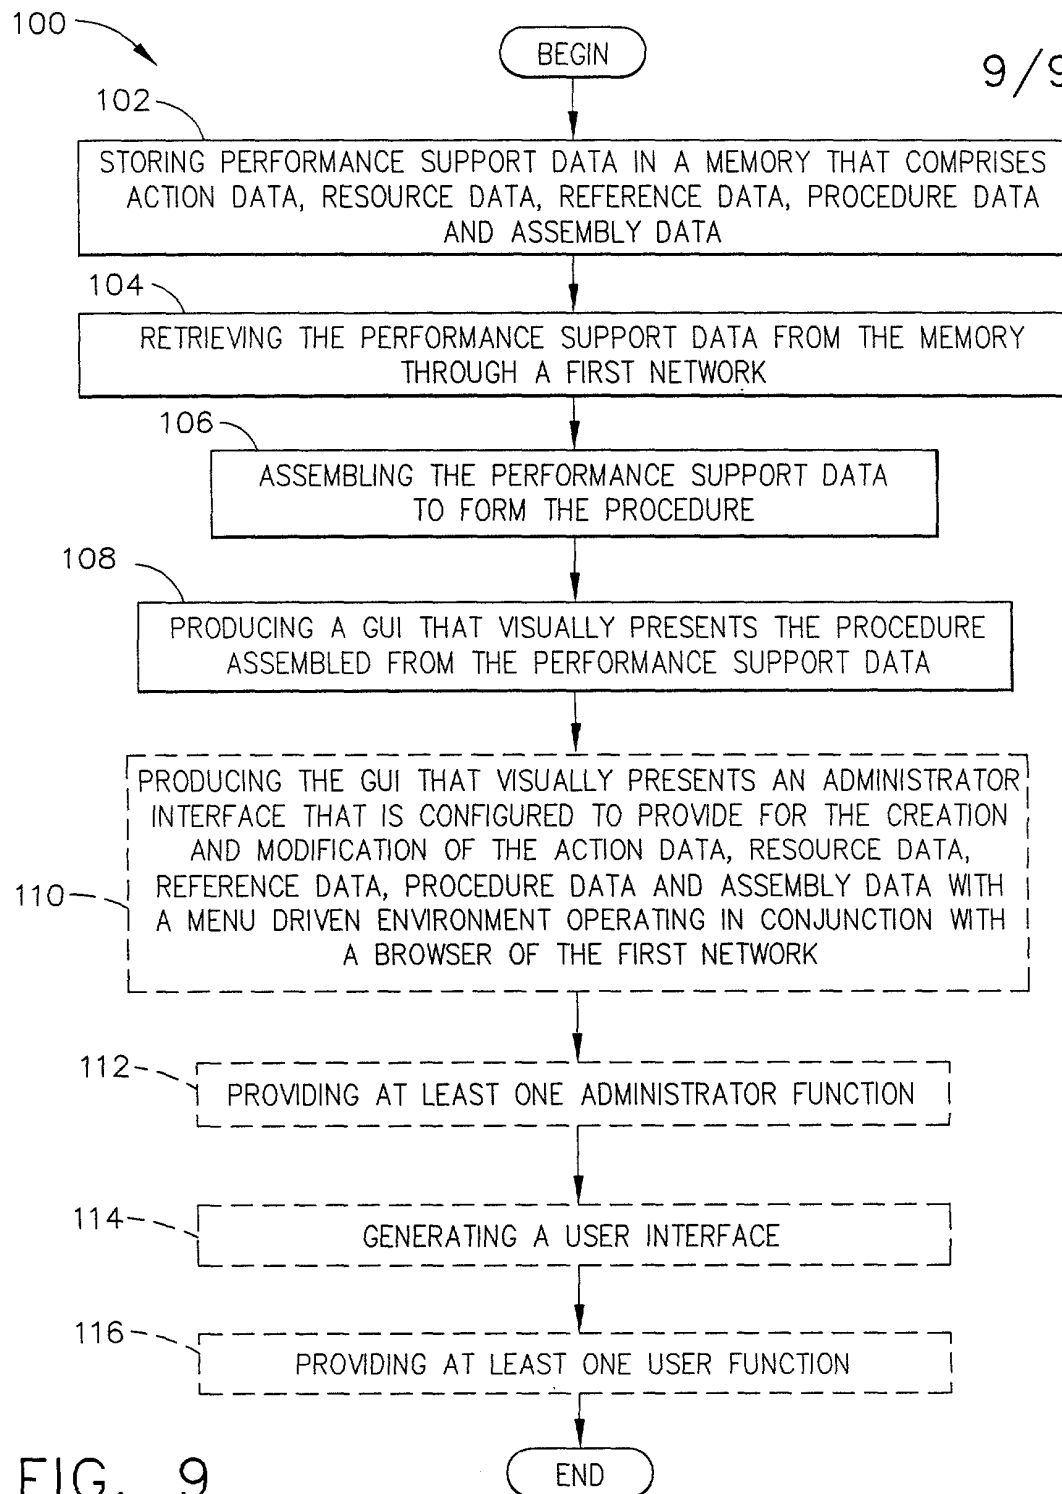 100
BEGIN
9/9
102
STORING PERFORMANCE SUPPORT DATA IN A MEMORY THAT COMPRISES
ACTION DATA, RESOURCE DATA, REFERENCE DATA, PROCEDURE DATA
AND ASSEMBLY DATA
104
RETRIEVING THE PERFORMANCE SUPPORT DATA FROM THE MEMORY
THROUGH A FIRST NETWORK
106
ASSEMBLING THE PERFORMANCE SUPPORT DATA
TO FORM THE PROCEDURE
108
PRODUCING A GUI THAT VISUALLY PRESENTS THE PROCEDURE
ASSEMBLED FROM THE PERFORMANCE SUPPORT DATA
PRODUCING THE GUI THAT VISUALLY PRESENTS AN ADMINISTRATOR
INTERFACE THAT IS CONFIGURED TO PROVIDE FOR THE CREATION
AND MODIFICATION OF THE ACTION DATA, RESOURCE DATA,
110
REFERENCE DATA, PROCEDURE DATA AND ASSEMBLY DATA WITH
A MENU DRIVEN ENVIRONMENT OPERATING IN CONJUNCTION WITH
A BROWSER OF THE FIRST NETWORK
112
PROVIDING AT LEAST ONE ADMINISTRATOR FUNCTION
114
GENERATING A USER INTERFACE
116
PROVIDING AT LEAST ONE USER FUNCTION
END
FIG. 9